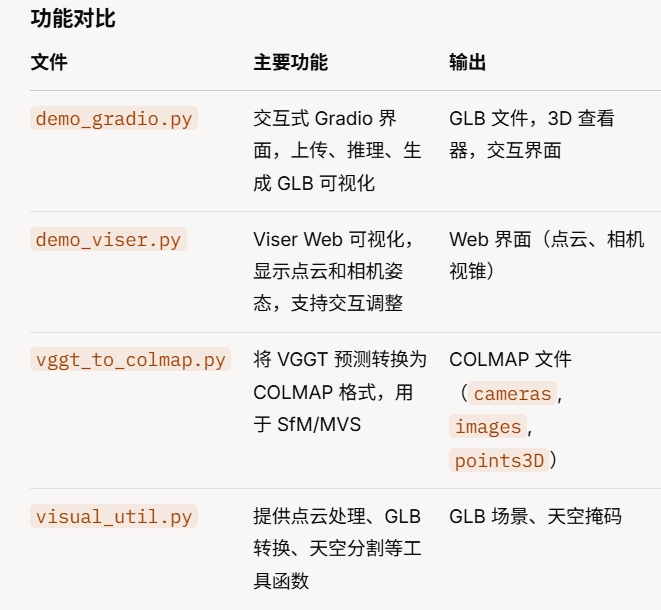 功能对比
文件 主要功能 输出
demo_gradio.py 交互式 Gradio 界 GLB 文件，3D 查看
面，上传、推理、生 器，交互界面
成 GLB 可视化
demo_viser.py Viser Web 可视化， Web 界面（点云、相机
显示点云和相机姿 视锥）
态，支持交互调整
vggt_to_colmap.py 将 VGGT 预测转换为 COLMAP 文件
COLMAP 格式，用 （cameras,
于 SfM/MVS images,
points3D）
visual_util.py 提供点云处理、GLB GLB 场景、天空掩码
转换、天空分割等工
具函数